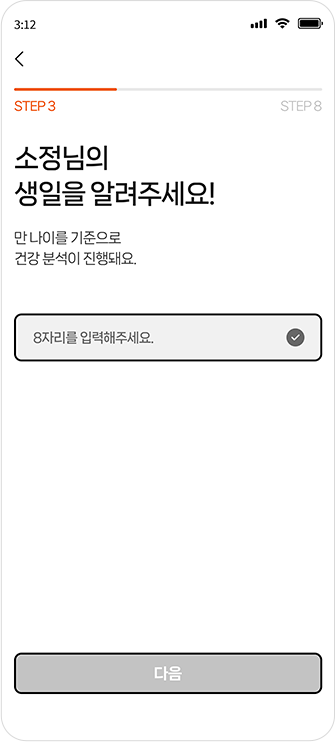 3:12
STEP 3
STEP 8
소정님의
생일을 알려주세요!
만 나이를 기준으로
건강 분석이 진행돼요.
8자리를 입력해주세요.
다음